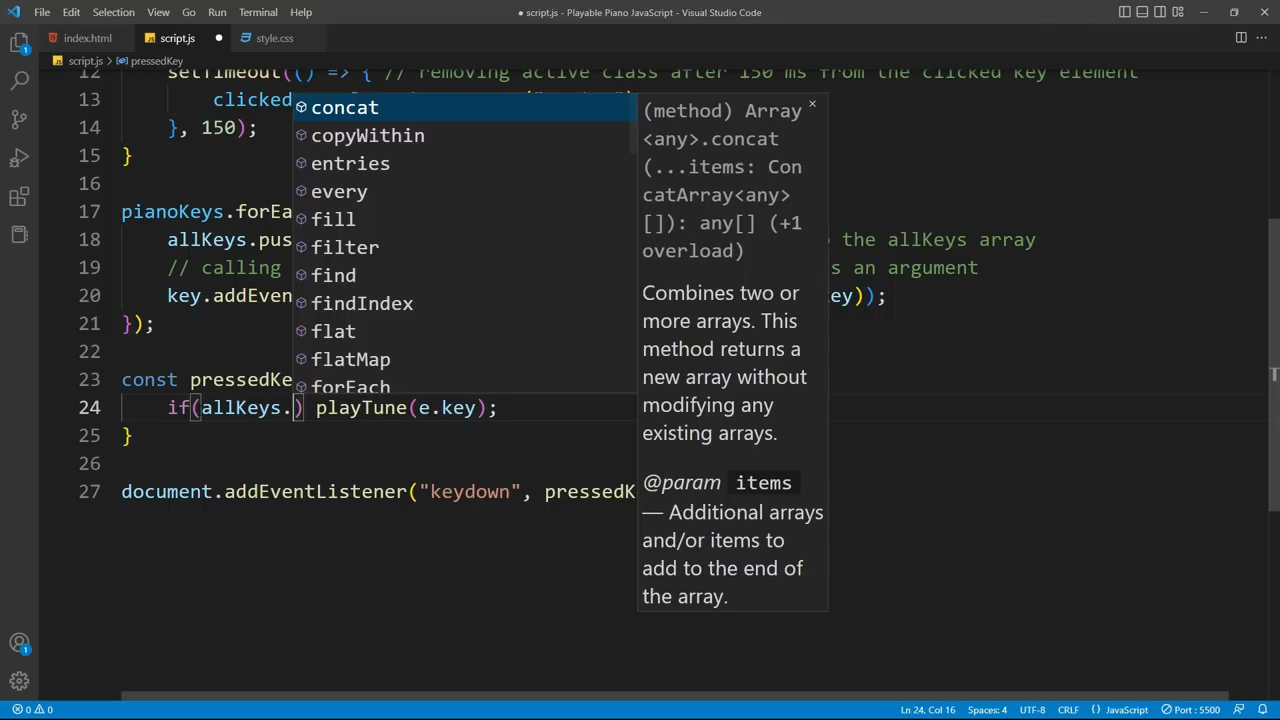 File Edit Selection View Go Run Terminal Help
● script.js - Playable Piano JavaScript - Visual Studio Code
index.html script.js style.css
script.js > pressedKey
12 setTimeout(() => { // removing active class after 150 ms from the clicked key element
13 clicked
14 }, 150);
15 }
16
17 pianoKeys.forEa
18 allKeys.pus the allKeys array
19 // calling s an argument
20 key.addEven ey));
21 });
22
23 const pressedKe
24 if(allKeys.) playTune(e.key);
25 }
26
27 document.addEventListener("keydown", pressedK
concat
copyWithin
entries
every
fill
filter
find
findIndex
flat
flatMap
forEach
(method) Array
<any>.concat
(...items: Con
catArray<any>
[]): any[] (+1
overload)
Combines two or
more arrays. This
method returns a
new array without
modifying any
existing arrays.
@param items
— Additional arrays
and/or items to
add to the end of
the array.
1
1
0 0 Ln 24, Col 16 Spaces: 4 UTF-8 CRLF {} JavaScript Port : 5500